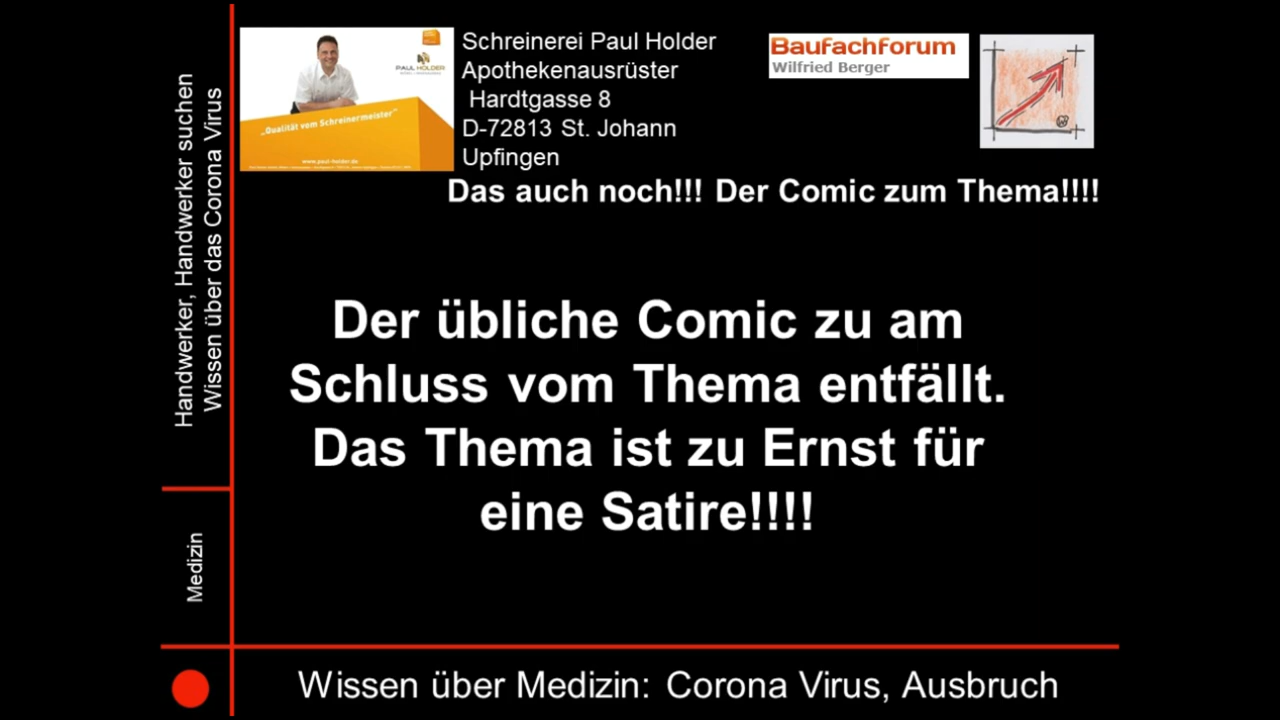 Handwerker, Handwerker suchen
Wissen über das Corona Virus
PAUL HOLDER
„Qualität vom Schreinermeister“
www.paul-holder.de
Schreinerei Paul Holder
Apothekenausrüster
Hardtgasse 8
D-72813 St. Johann
Upfingen
Baufachforum
Wilfried Berger
Das auch noch!!! Der Comic zum Thema!!!!
Der übliche Comic zu am
Schluss vom Thema entfällt.
Das Thema ist zu Ernst für
eine Satire!!!!
Medizin
Wissen über Medizin: Corona Virus, Ausbruch